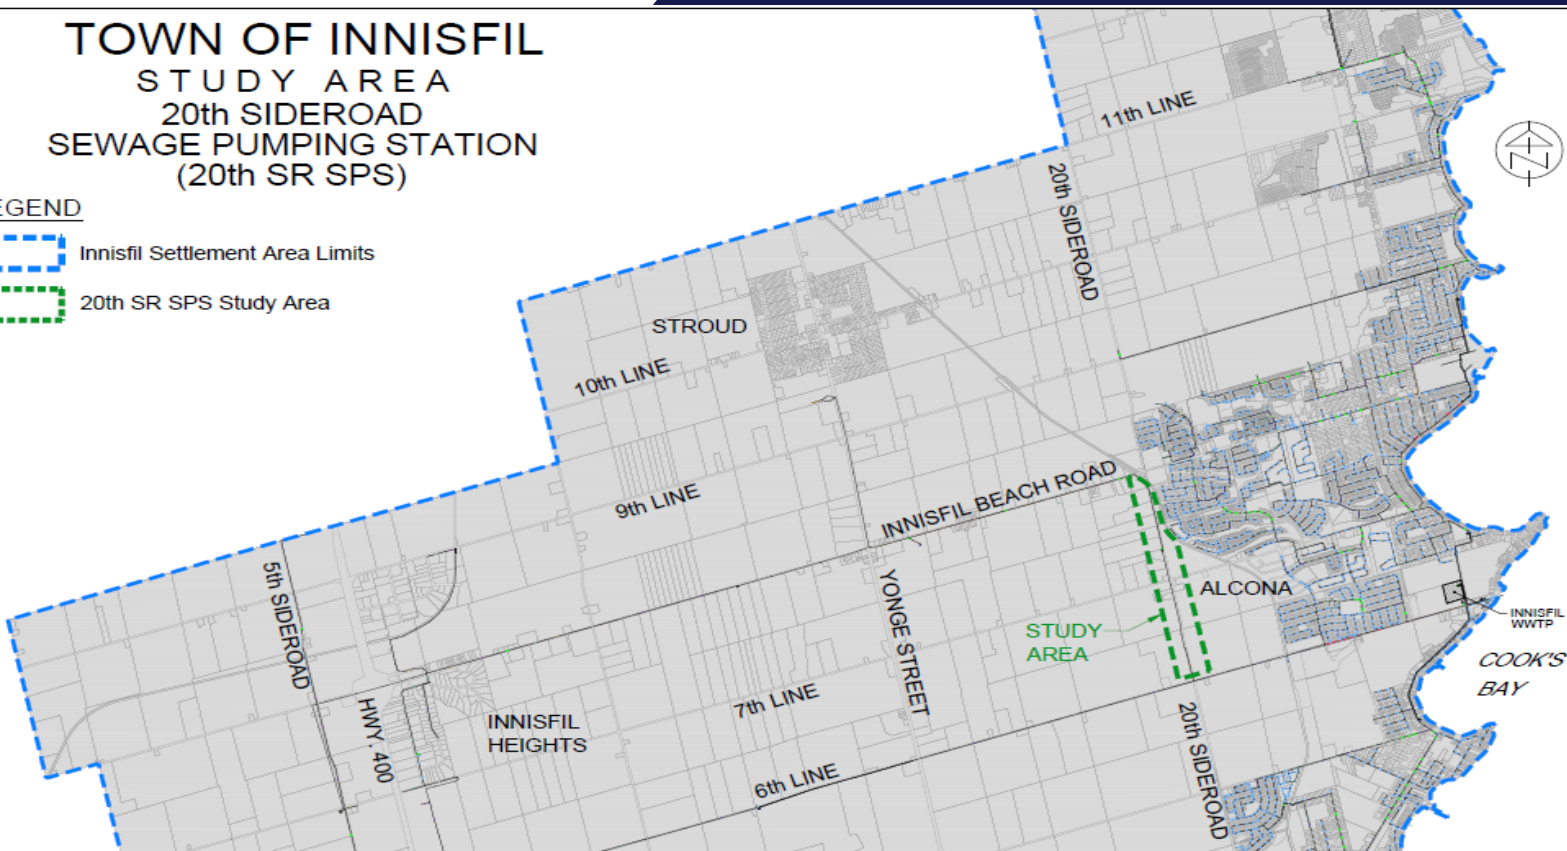 TOWN OF INNISFIL
STUDY AREA
20th SIDEROAD
SEWAGE PUMPING STATION
(20th SR SPS)
EGEND
Innisfil Settlement Area Limits
20th SR SPS Study Area
11th LINE
N
20th SIDEROAD
STROUD
10th LINE
9th LINE
INNISFIL BEACH ROAD
5th SIDEROAD
YONGE STREET
ALCONA
STUDY
AREA
INNISFIL
WWTP
COOK'S
BAY
HWY. 400
INNISFIL
HEIGHTS
7th LINE
6th LINE
20th SIDEROAD